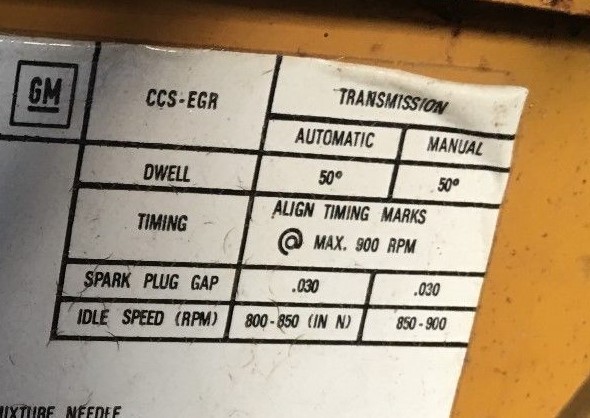 GM
CCS-EGR
TRANSMISSION
AUTOMATIC MANUAL
DWELL 50° 50°
TIMING ALIGN TIMING MARKS
@ MAX. 900 RPM
SPARK PLUG GAP .030 .030
IDLE SPEED (RPM) 800-850 (IN N) 850-900
MIXTURE NEEDLE